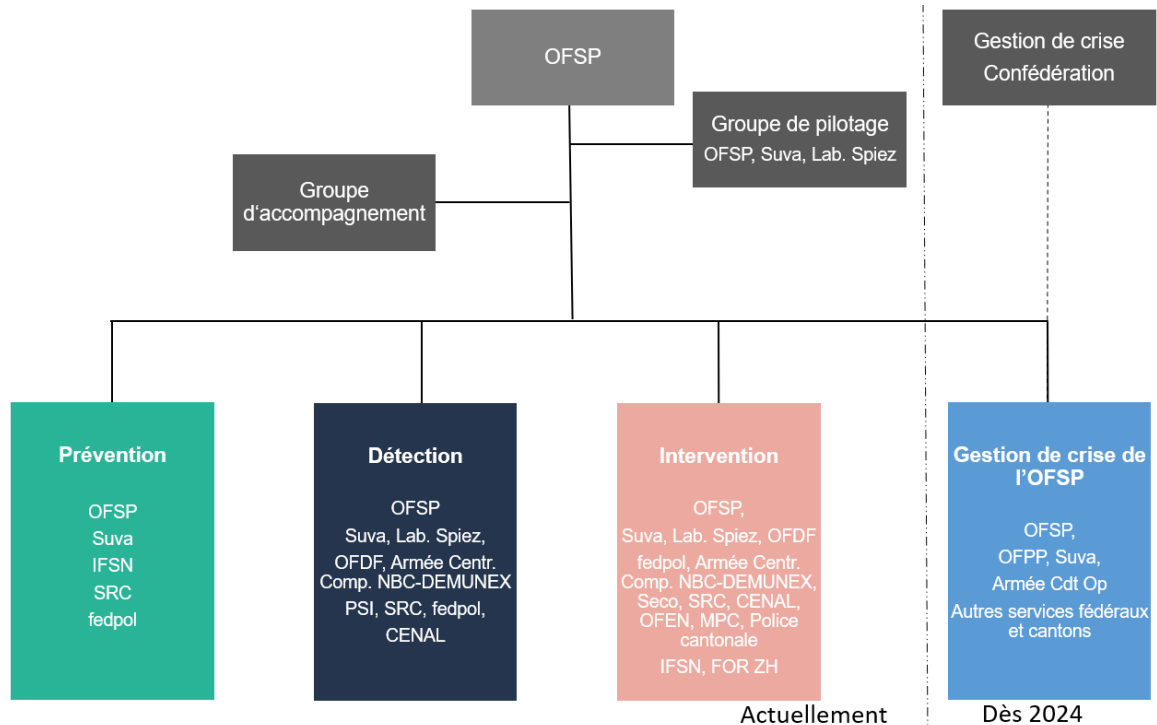 OFSP
Gestion de crise
Confédération
Groupe de pilotage
OFSP, Suva, Lab. Spiez
Groupe
d‘accompagnement
Prévention
OFSP
Suva
IFSN
SRC
fedpol
Détection
OFSP
Suva, Lab. Spiez,
OFDF, Armée Centr.
Comp. NBC-DEMUNEX
PSI, SRC, fedpol,
CENAL
Intervention
OFSP,
Suva, Lab. Spiez, OFDF
fedpol, Armée Centr.
Comp. NBC-DEMUNEX,
Seco, SRC, CENAL,
OFEN, MPC, Police
cantonale
IFSN, FOR ZH
Gestion de crise de
l’OFSP
OFSP,
OFPP, Suva,
Armée Cdt Op
Autres services fédéraux
et cantons
Actuellement
Dès 2024